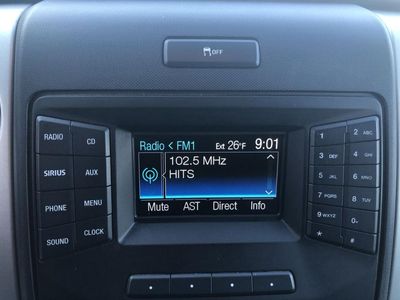 OFF
RADIO CD
SIRIUS AUX
PHONE MENU
SOUND CLOCK
Radio < FM1 Ext 26°F 9:01
102.5 MHz
HITS
Mute AST Direct Info
1 2 ABC
3 DEF 4 GHI
5 JKL 6 MNO
7 PQRS 8 TUV
9 WXYZ 0
* #